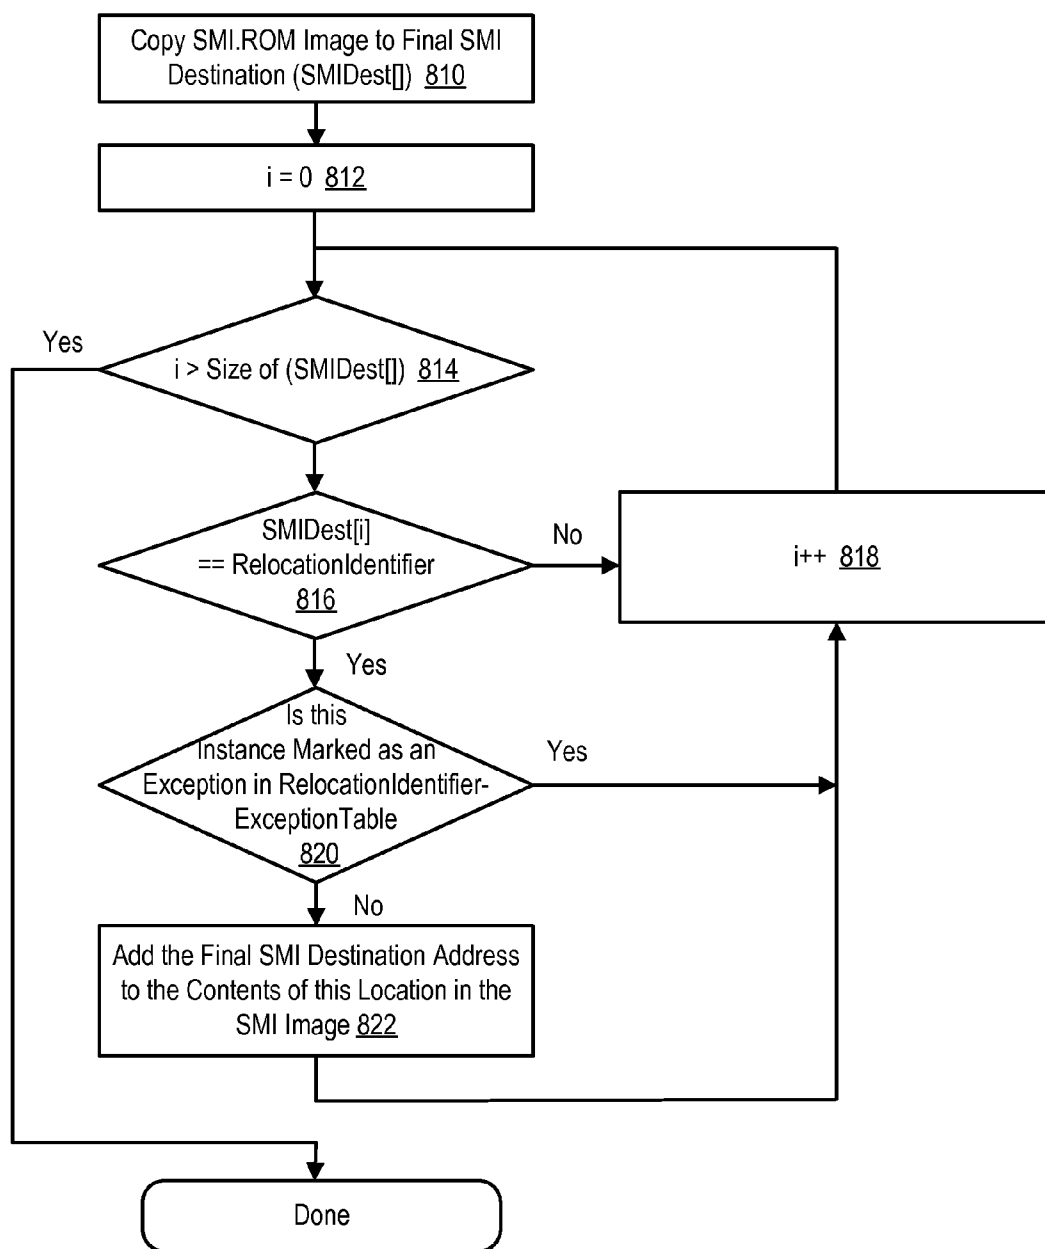 Copy SMI.ROM Image to Final SMI
Destination (SMIDest[]) 810
i = 0 812
Yes
i > Size of (SMIDest[]) 814
SMIDest[i]
== RelocationIdentifier
816
No
i++ 818
Yes
Is this
Instance Marked as an
Exception in RelocationIdentifier-
ExceptionTable
820
Yes
No
Add the Final SMI Destination Address
to the Contents of this Location in the
SMI Image 822
Done